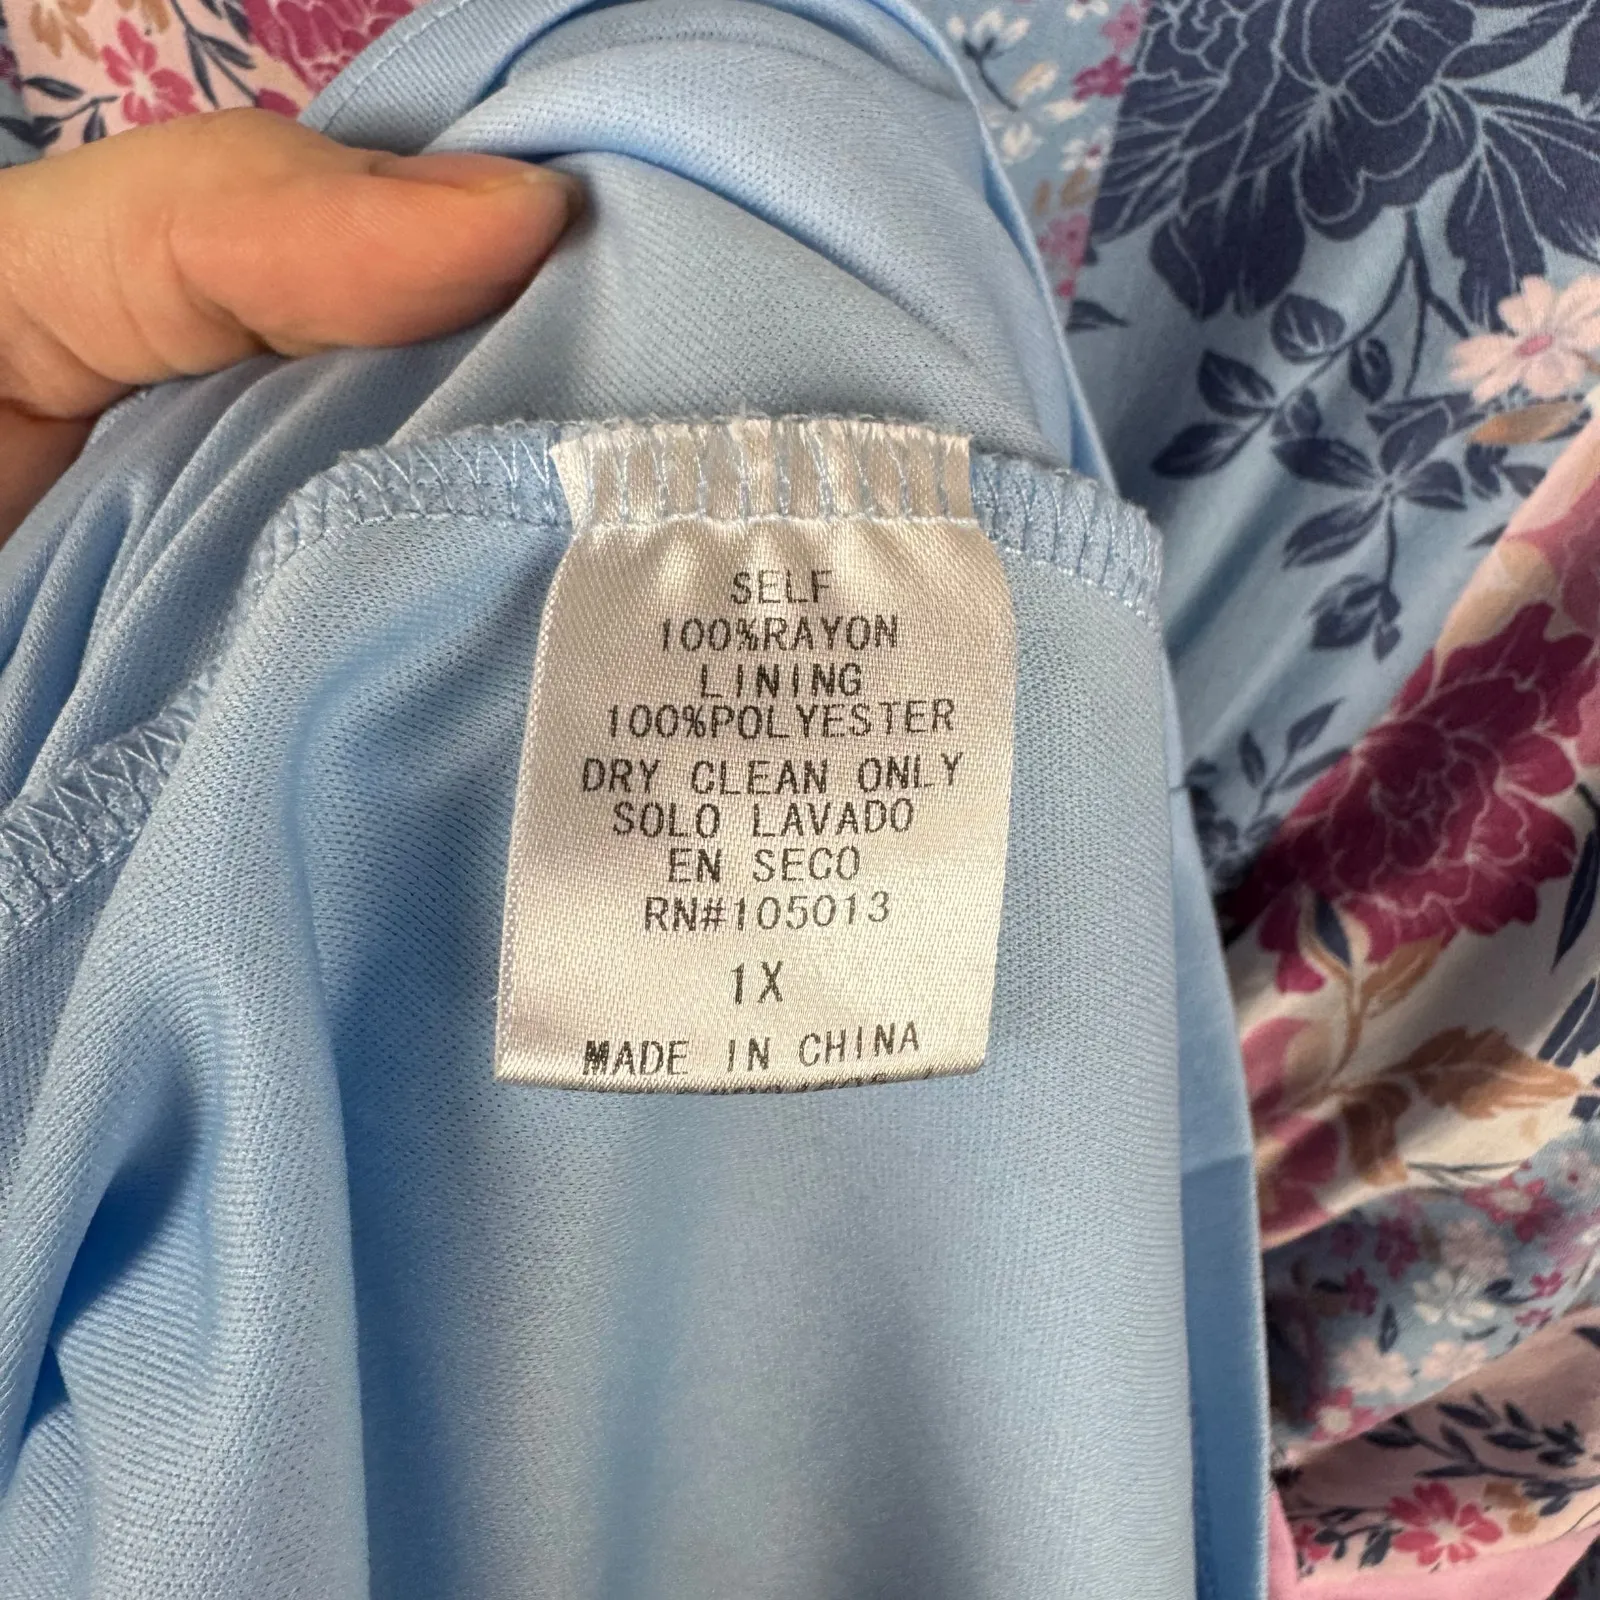 SELF
100%RAYON
LINING
100%POLYESTER
DRY CLEAN ONLY
SOLO LAVADO
EN SECO
RN#105013
1X
MADE IN CHINA